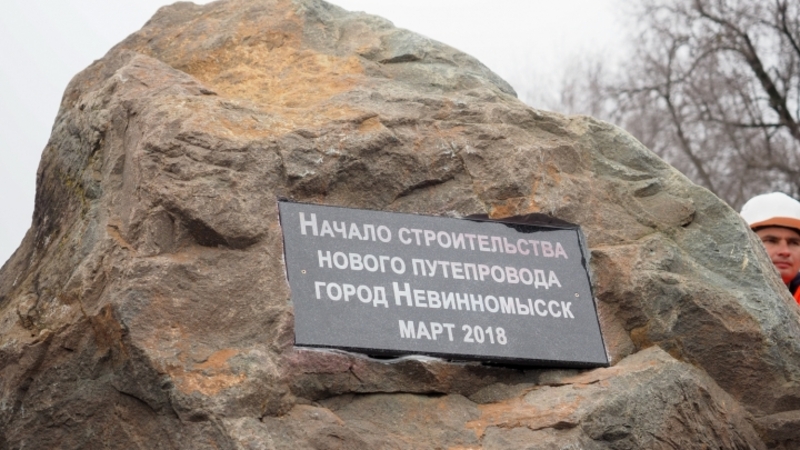 Начало строительства
нового путепровода
город Невинномысск
март 2018